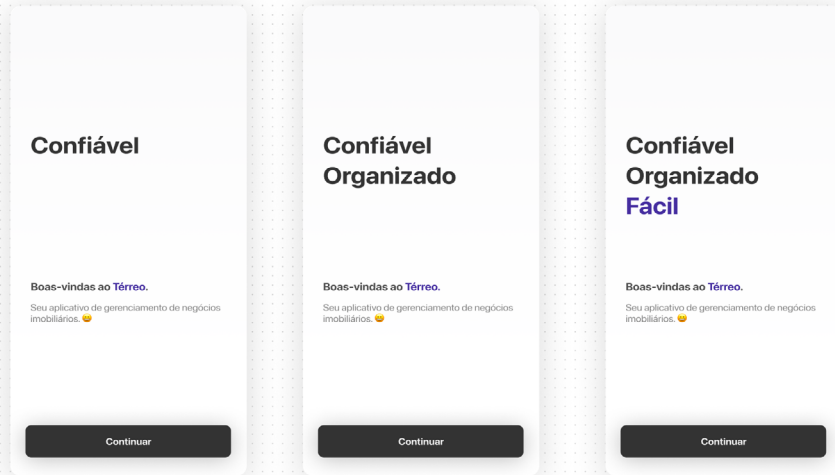 Confiável
Boas-vindas ao Térreo.
Seu aplicativo de gerenciamento de negócios
imobiliários. 😀
Continuar
Confiável
Organizado
Boas-vindas ao Térreo.
Seu aplicativo de gerenciamento de negócios
imobiliários. 😀
Continuar
Confiável
Organizado
Fácil
Boas-vindas ao Térreo.
Seu aplicativo de gerenciamento de negócios
imobiliários. 😀
Continuar